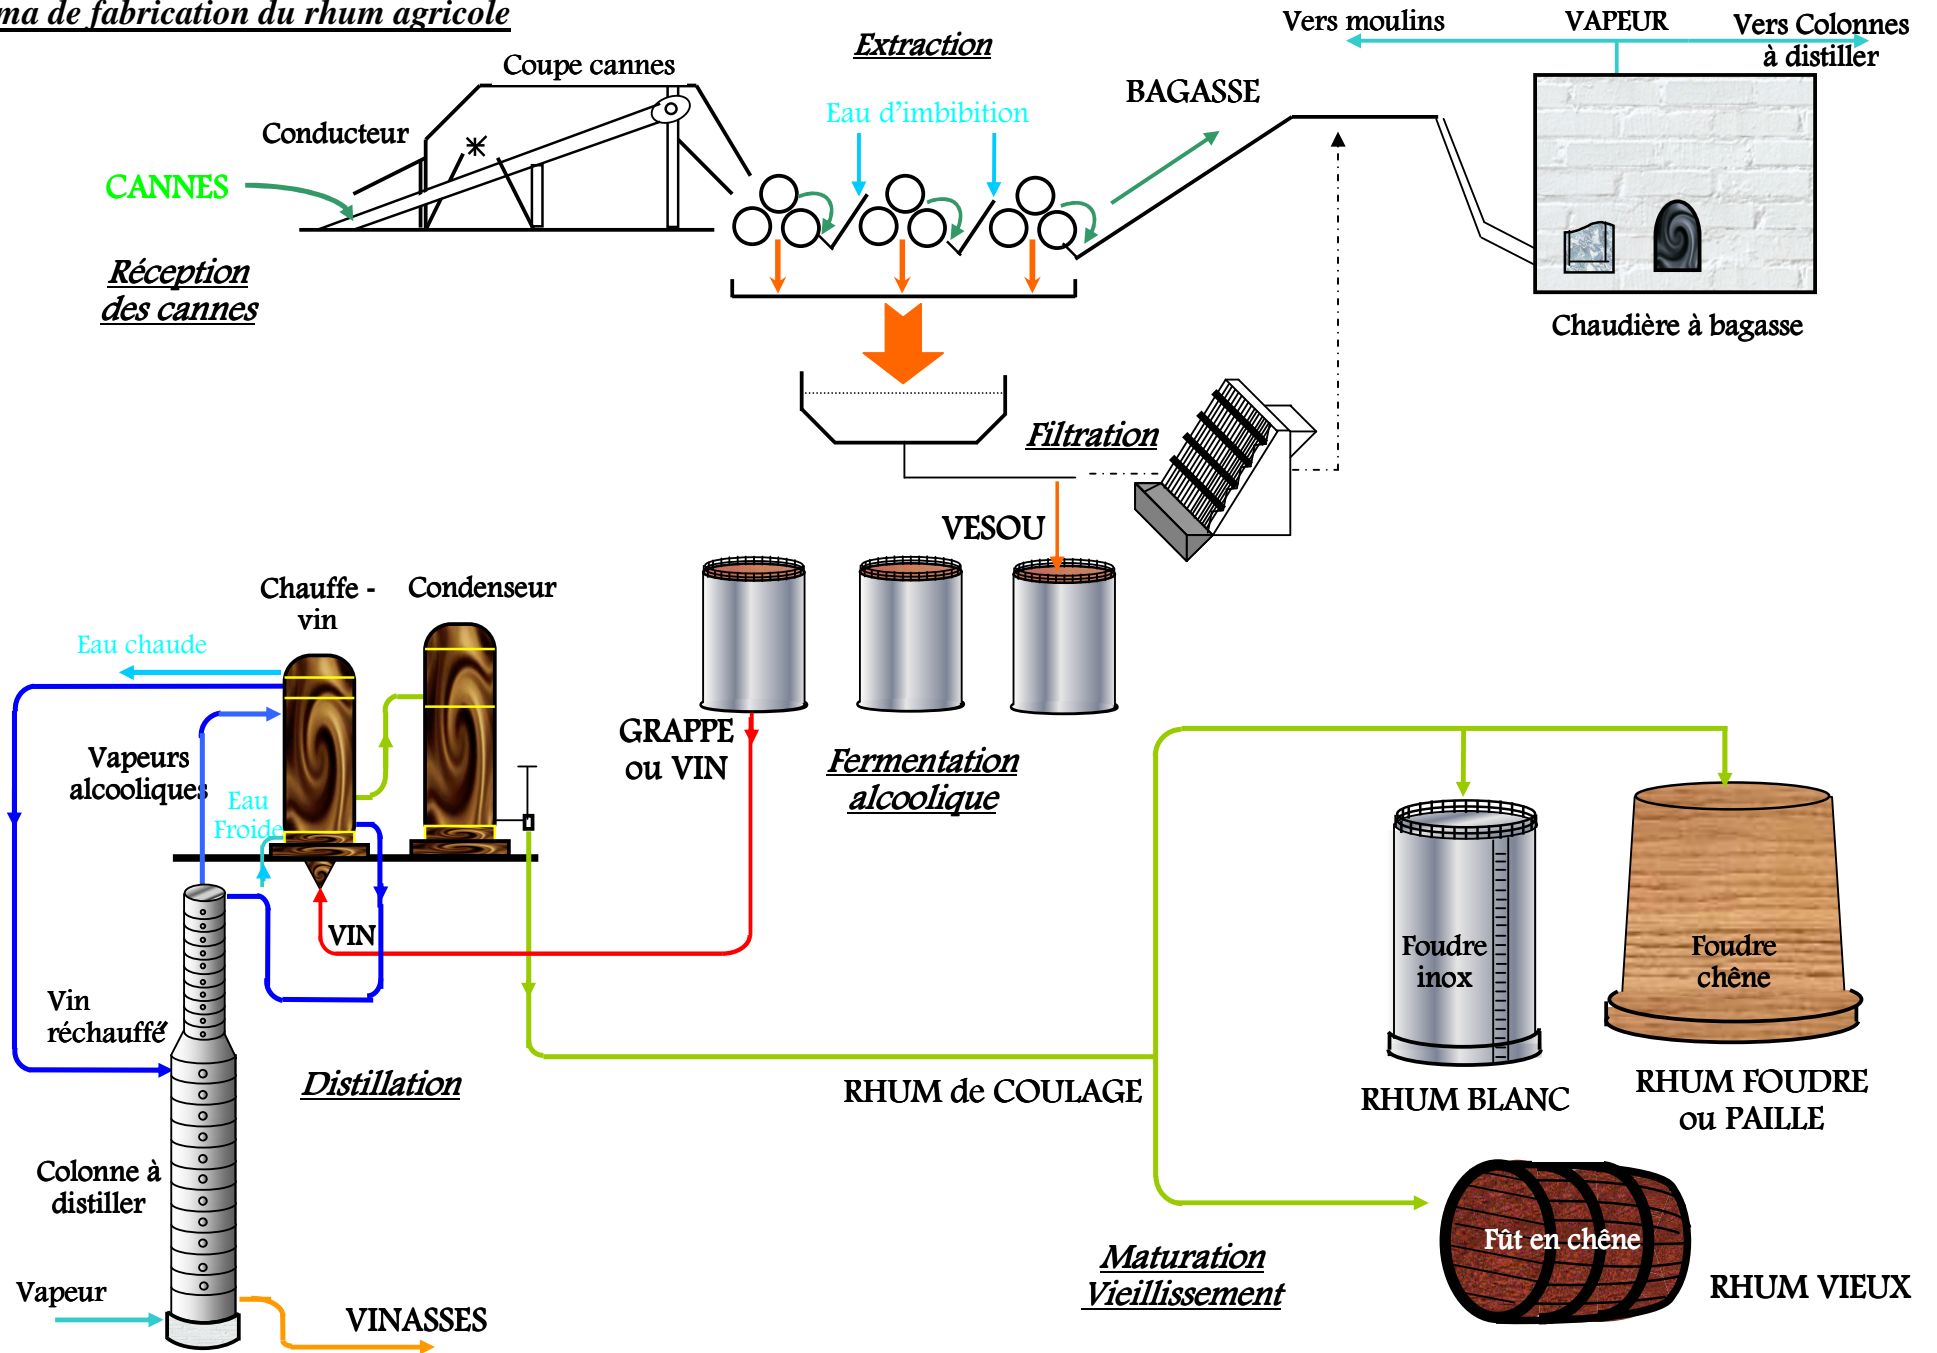 ma de fabrication du rhum agricole
Vers moulins
VAPEUR
Vers Colonnes
à distiller
Extraction
Coupe cannes
BAGASSE
Eau d'imbibition
Conducteur
CANNES
Réception
des cannes
Chaudière à bagasse
Filtration
VESOU
Chauffe -
vin
Condenseur
Eau chaude
GRAPPE
ou VIN
Fermentation
alcoolique
Vapeurs
alcooliques
Eau
Froide
VIN
Foudre
inox
Foudre
chêne
Vin
réchauffé
Distillation
RHUM de COULAGE
RHUM BLANC
RHUM FOUDRE
ou PAILLE
Colonne à
distiller
Fût en chêne
Maturation
Vieillissement
RHUM VIEUX
Vapeur
VINASSES